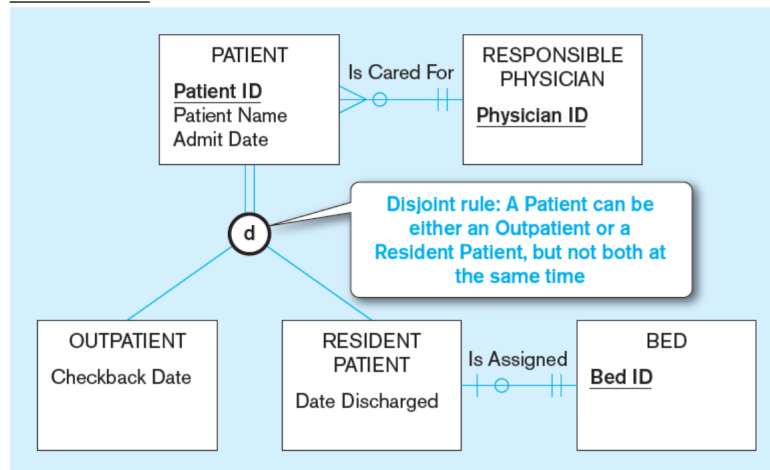 PATIENT
Patient ID
Patient Name
Admit Date
Is Cared For
RESPONSIBLE
PHYSICIAN
Physician ID
d
Disjoint rule: A Patient can be
either an Outpatient or a
Resident Patient, but not both at
the same time
OUTPATIENT
Checkback Date
RESIDENT
PATIENT
Date Discharged
Is Assigned
BED
Bed ID